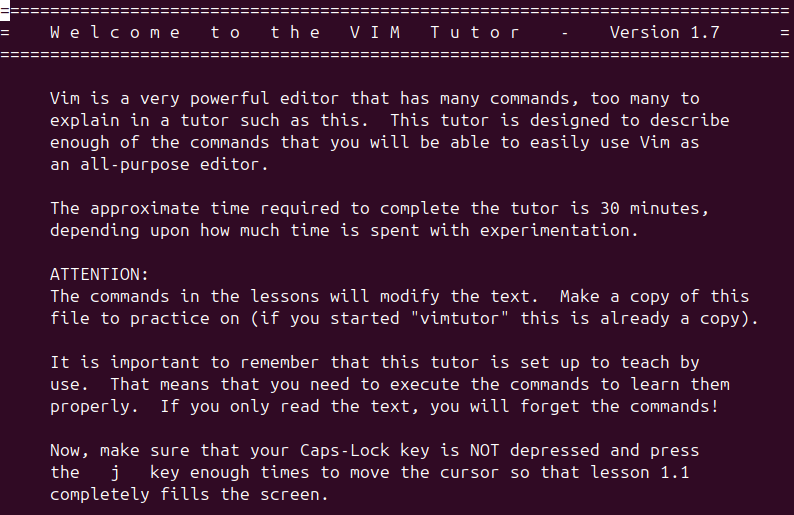 ===============================================================================
=    W e l c o m e   t o   t h e   V I M   T u t o r    -    Version 1.7      =
===============================================================================
Vim is a very powerful editor that has many commands, too many to
explain in a tutor such as this.  This tutor is designed to describe
enough of the commands that you will be able to easily use Vim as
an all-purpose editor.
The approximate time required to complete the tutor is 30 minutes,
depending upon how much time is spent with experimentation.
ATTENTION:
The commands in the lessons will modify the text.  Make a copy of this
file to practice on (if you started "vimtutor" this is already a copy).
It is important to remember that this tutor is set up to teach by
use.  That means that you need to execute the commands to learn them
properly.  If you only read the text, you will forget the commands!
Now, make sure that your Caps-Lock key is NOT depressed and press
the   j   key enough times to move the cursor so that lesson 1.1
completely fills the screen.